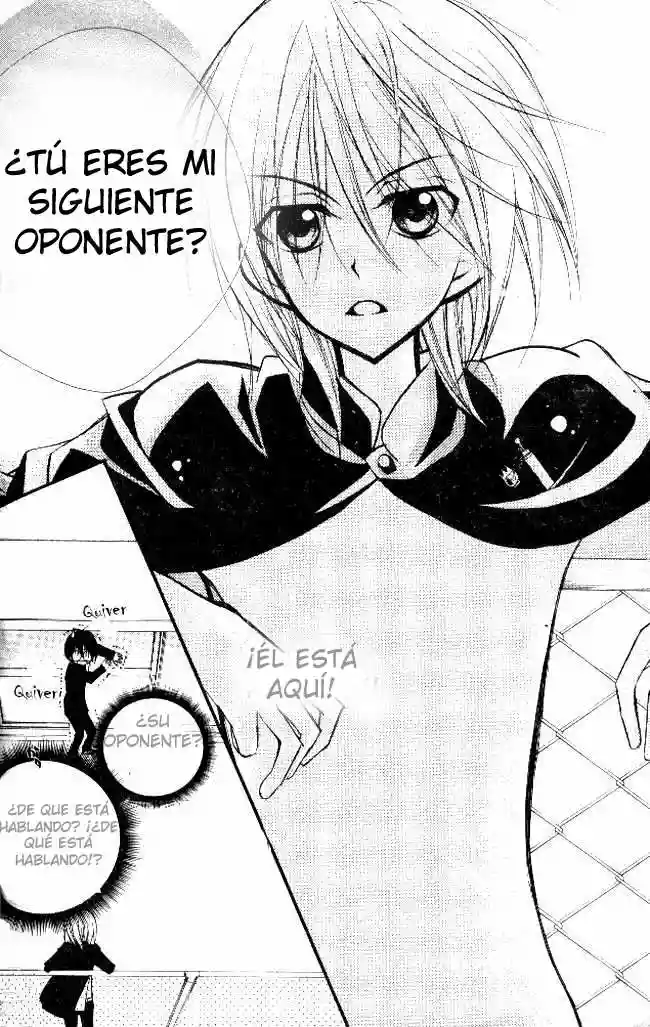 ¿TÚ ERES MI
SIGUIENTE
OPONENTE?
¡ÉL ESTÁ
AQUÍ!
Quiver
Quiver
¿SU
OPONENTE?
¿DE QUE ESTÁ
HABLANDO? ¡¿DE
QUÉ ESTÁ
HABLANDO!?